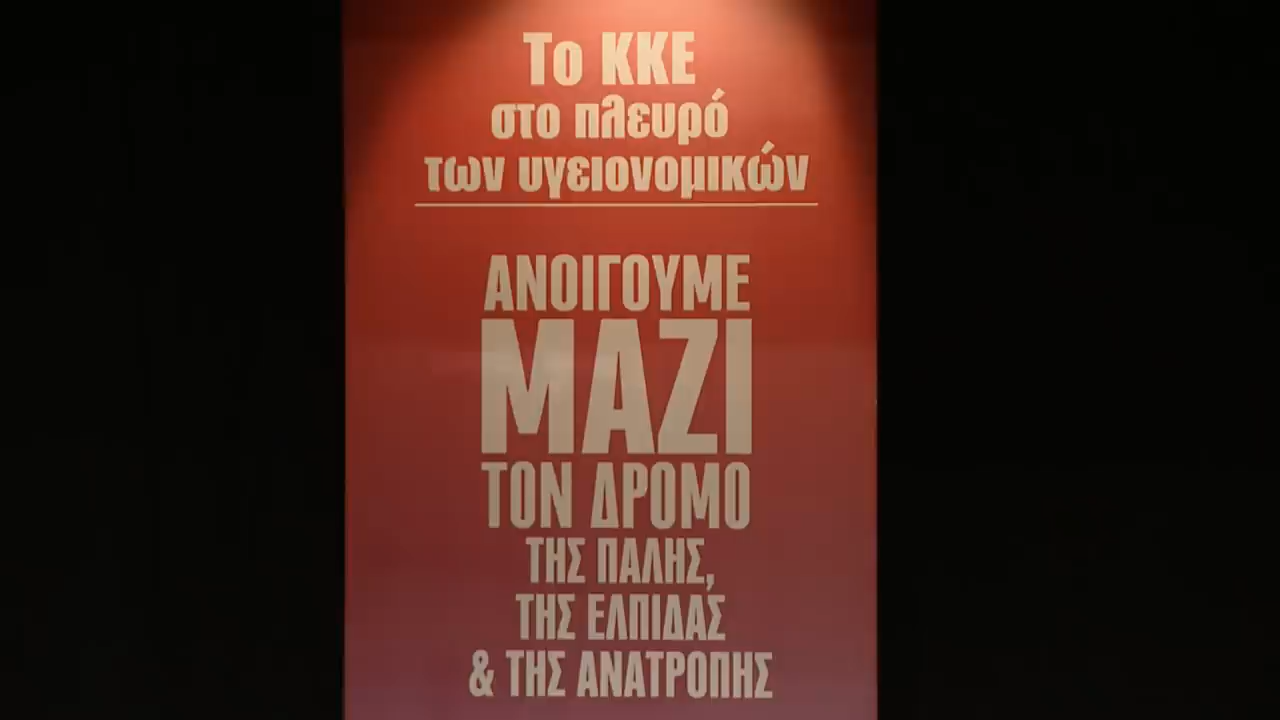 Το ΚΚΕ
στο πλευρό
των υγειονομικών
ΑΝΟΙΓΟΥΜΕ
ΜΑΖΙ
ΤΟΝ ΔΡΟΜΟ
ΤΗΣ ΠΑΛΗΣ,
ΤΗΣ ΕΛΠΙΔΑΣ
& ΤΗΣ ΑΝΑΤΡΟΠΗΣ